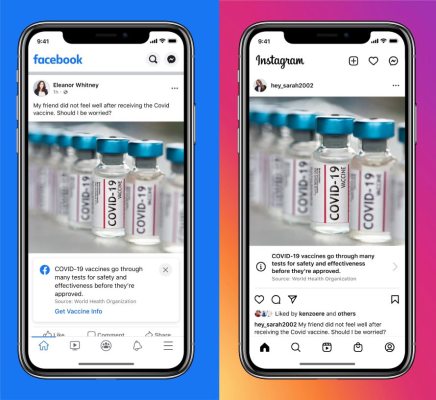 9:41
facebook
Eleanor Whitney
1h
My friend did not feel well after receiving the Covid
vaccine. Should I be worried?
COVID-19
VACCINE
COVID-19
COVID-19 vaccines go through
many tests for safety and
effectiveness before they're
approved.
Source: World Health Organization
Get Vaccine Info
Like
Comment
Share
9:41
Instagram
hey_sarah2002
COVID-19
VACCINE
COVID-19
COVID-19 vaccines go through many
tests for safety and effectiveness
before they're approved.
Source: World Health Organization
Liked by kenzoere and others
hey_sarah2002 My friend did not feel well after
receiving the Covid vaccine. Should I be worried?